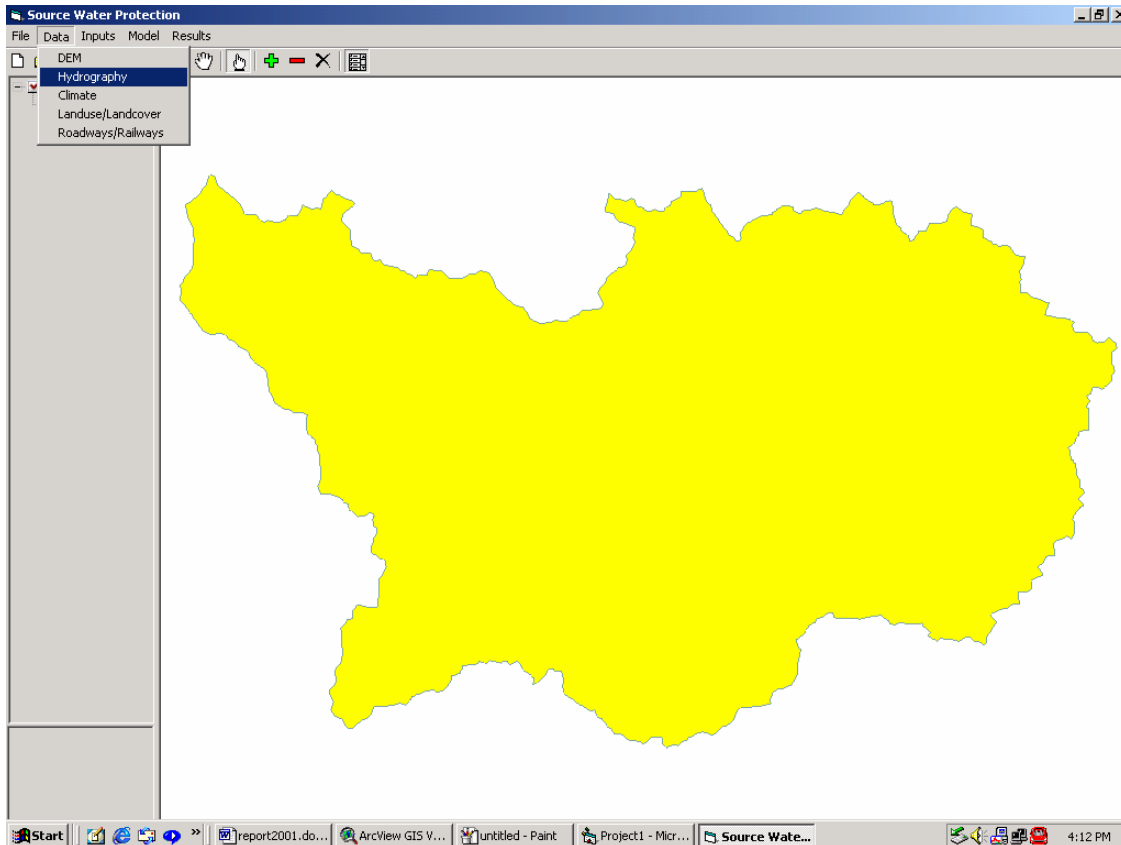 Source Water Protection
File Data Inputs Model Results
DEM
Hydrography
Climate
Landuse/Landcover
Roadways/Railways
Start » report2001.do... ArcView GIS V... untitled - Paint Project1 - Micr... Source Wate... 4:12 PM